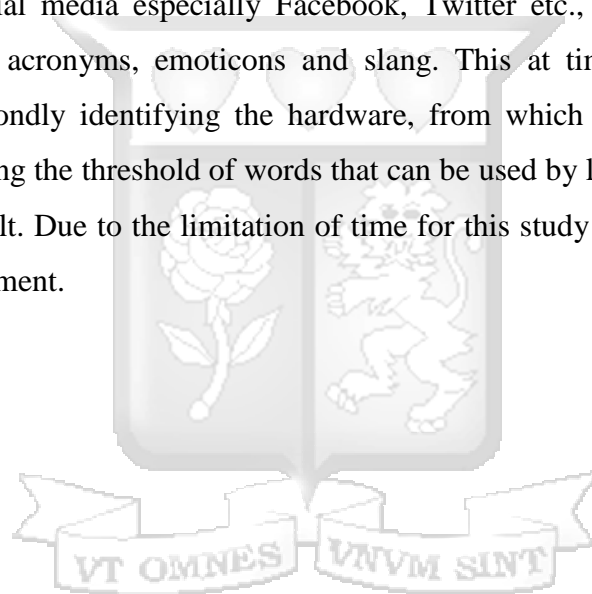 ial media especially Facebook, Twitter etc.,
acronyms, emoticons and slang. This at tim
ondly identifying the hardware, from which
ng the threshold of words that can be used by l
lt. Due to the limitation of time for this study
ment.
VT OMNES VNVM SINT